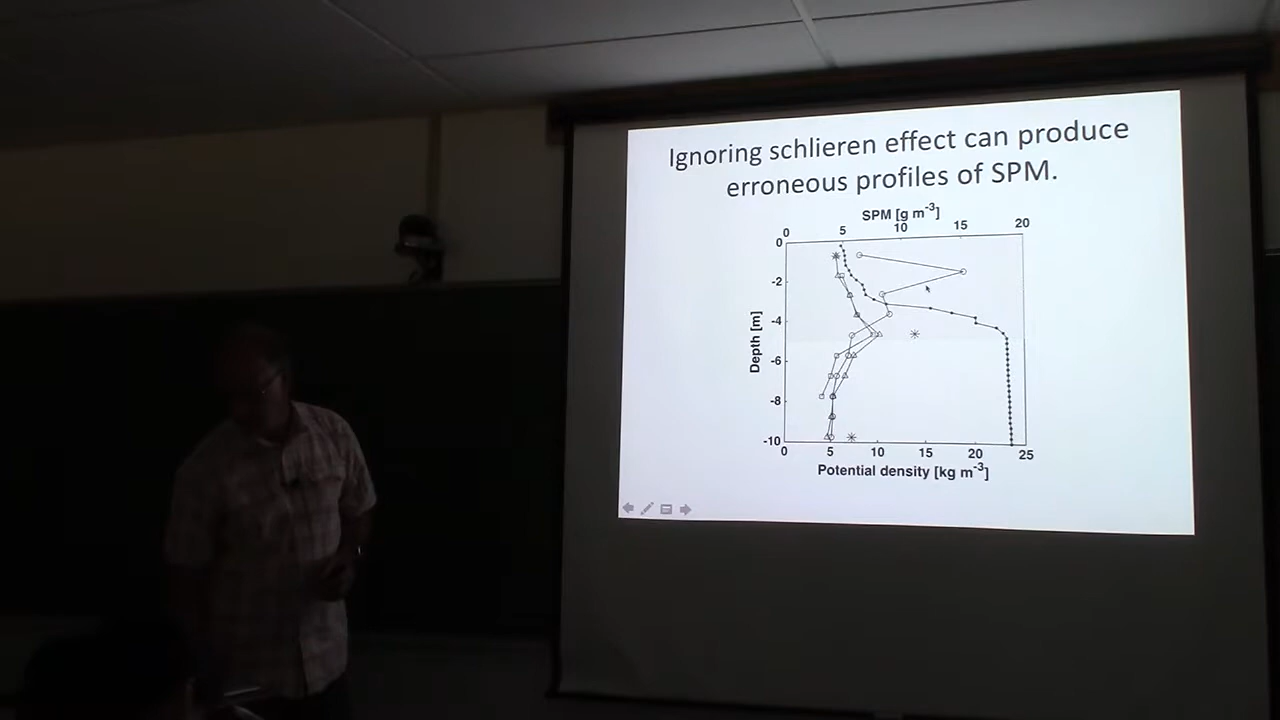 Ignoring schlieren effect can produce
erroneous profiles of SPM.
SPM [g m-3]
0 5 10 15 20
0
-2
-4
-6
-8
-10
Depth [m]
0 5 10 15 20 25
Potential density [kg m-3]